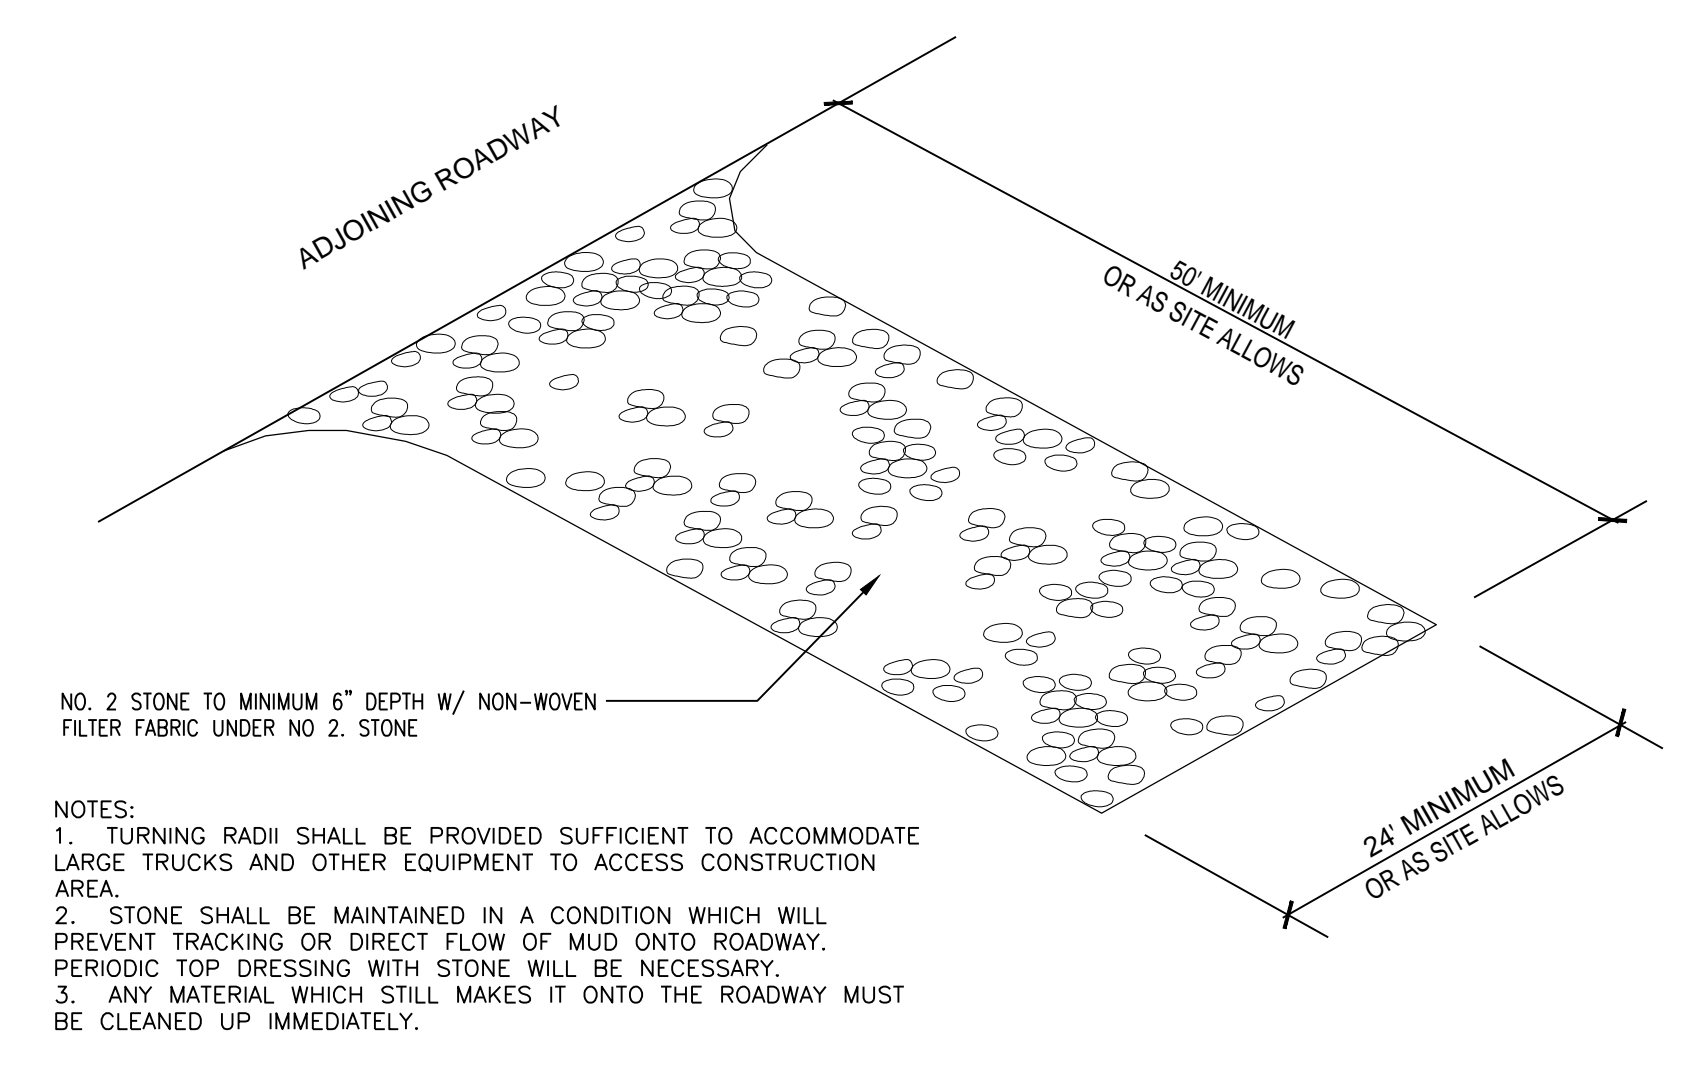 ADJOINING ROADWAY
50' MINIMUM
OR AS SITE ALLOWS
NO. 2 STONE TO MINIMUM 6” DEPTH W/ NON-WOVEN
FILTER FABRIC UNDER NO 2. STONE
24' MINIMUM
OR AS SITE ALLOWS
NOTES:
1. TURNING RADII SHALL BE PROVIDED SUFFICIENT TO ACCOMMODATE
LARGE TRUCKS AND OTHER EQUIPMENT TO ACCESS CONSTRUCTION
AREA.
2. STONE SHALL BE MAINTAINED IN A CONDITION WHICH WILL
PREVENT TRACKING OR DIRECT FLOW OF MUD ONTO ROADWAY.
PERIODIC TOP DRESSING WITH STONE WILL BE NECESSARY.
3. ANY MATERIAL WHICH STILL MAKES IT ONTO THE ROADWAY MUST
BE CLEANED UP IMMEDIATELY.